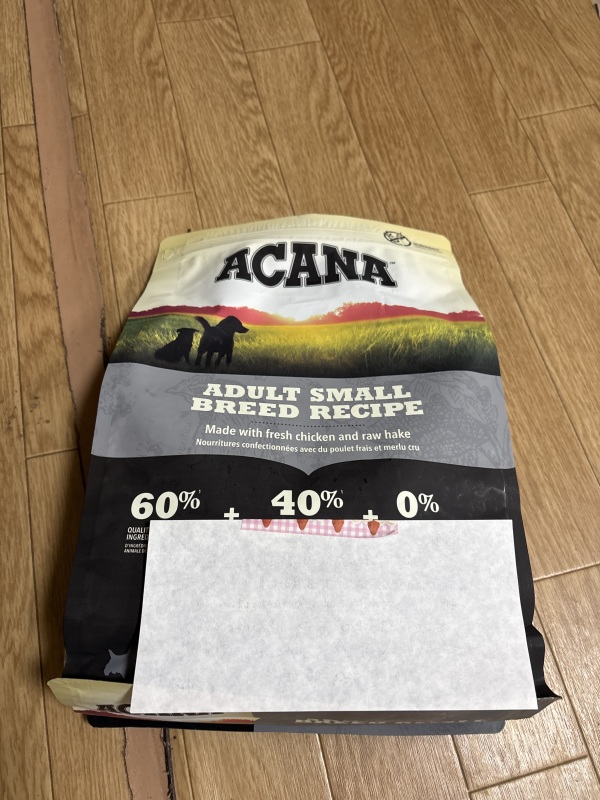 ACANA™
ADULT SMALL
BREED RECIPE
Made with fresh chicken and raw hake
Nourritures confectionnées avec du poulet frais et merlu cru
60% + 40% + 0%